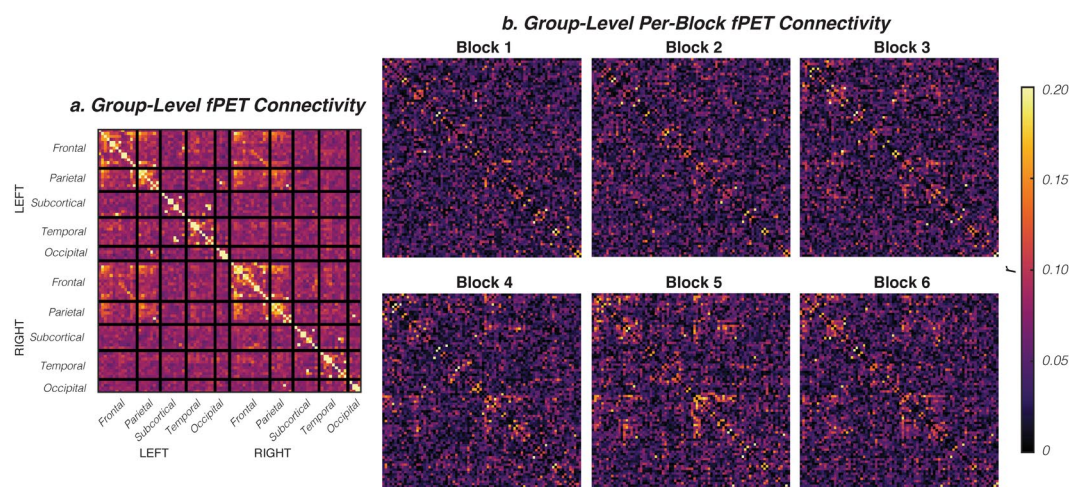 b. Group-Level Per-Block fPET Connectivity
Block 1
Block 2
Block 3
a. Group-Level fPET Connectivity
Frontal
Parietal
Subcortical
Temporal
Occipital
LEFT
Frontal
Parietal
Subcortical
Temporal
Occipital
RIGHT
Frontal
Parietal
Subcortical
Temporal
Occipital
Frontal
Parietal
Subcortical
Temporal
Occipital
LEFT
RIGHT
Block 4
Block 5
Block 6
0.20
0.15
0.10
0.05
0
r